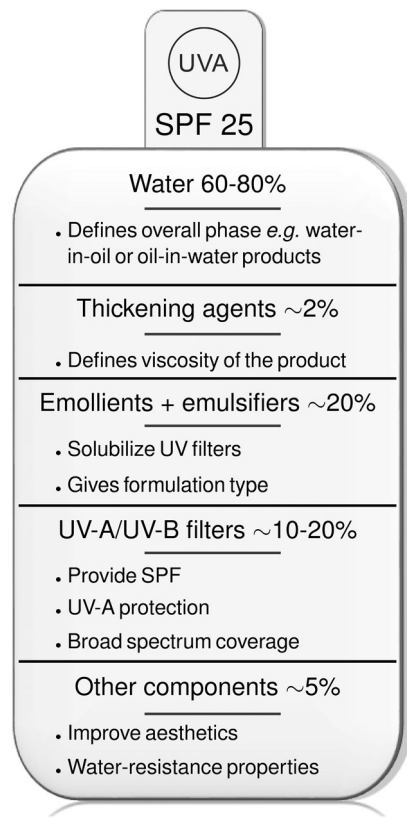 UVA
SPF 25
Water 60-80%
• Defines overall phase e.g. water-
in-oil or oil-in-water products
Thickening agents ~2%
• Defines viscosity of the product
Emollients + emulsifiers ~20%
• Solubilize UV filters
• Gives formulation type
UV-A/UV-B filters ~10-20%
• Provide SPF
• UV-A protection
• Broad spectrum coverage
Other components ~5%
• Improve aesthetics
• Water-resistance properties